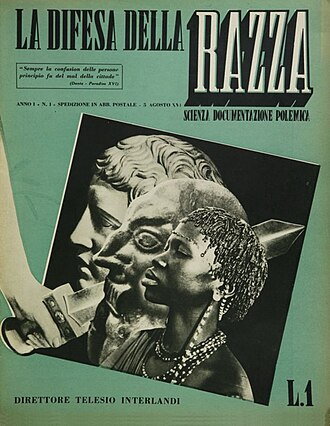 LA DIFESA DELLA
RAZZA
"Sempre la confusion delle persone
principio fu del mal della cittade"
(Dante - Paradiso XVI)
ANNO I - N. 1 - SPEDIZIONE IN ABB. POSTALE - 5 AGOSTO XVI
SCIENZA DOCUMENTAZIONE POLEMICA
DIRETTORE TELESIO INTERLANDI
L.1